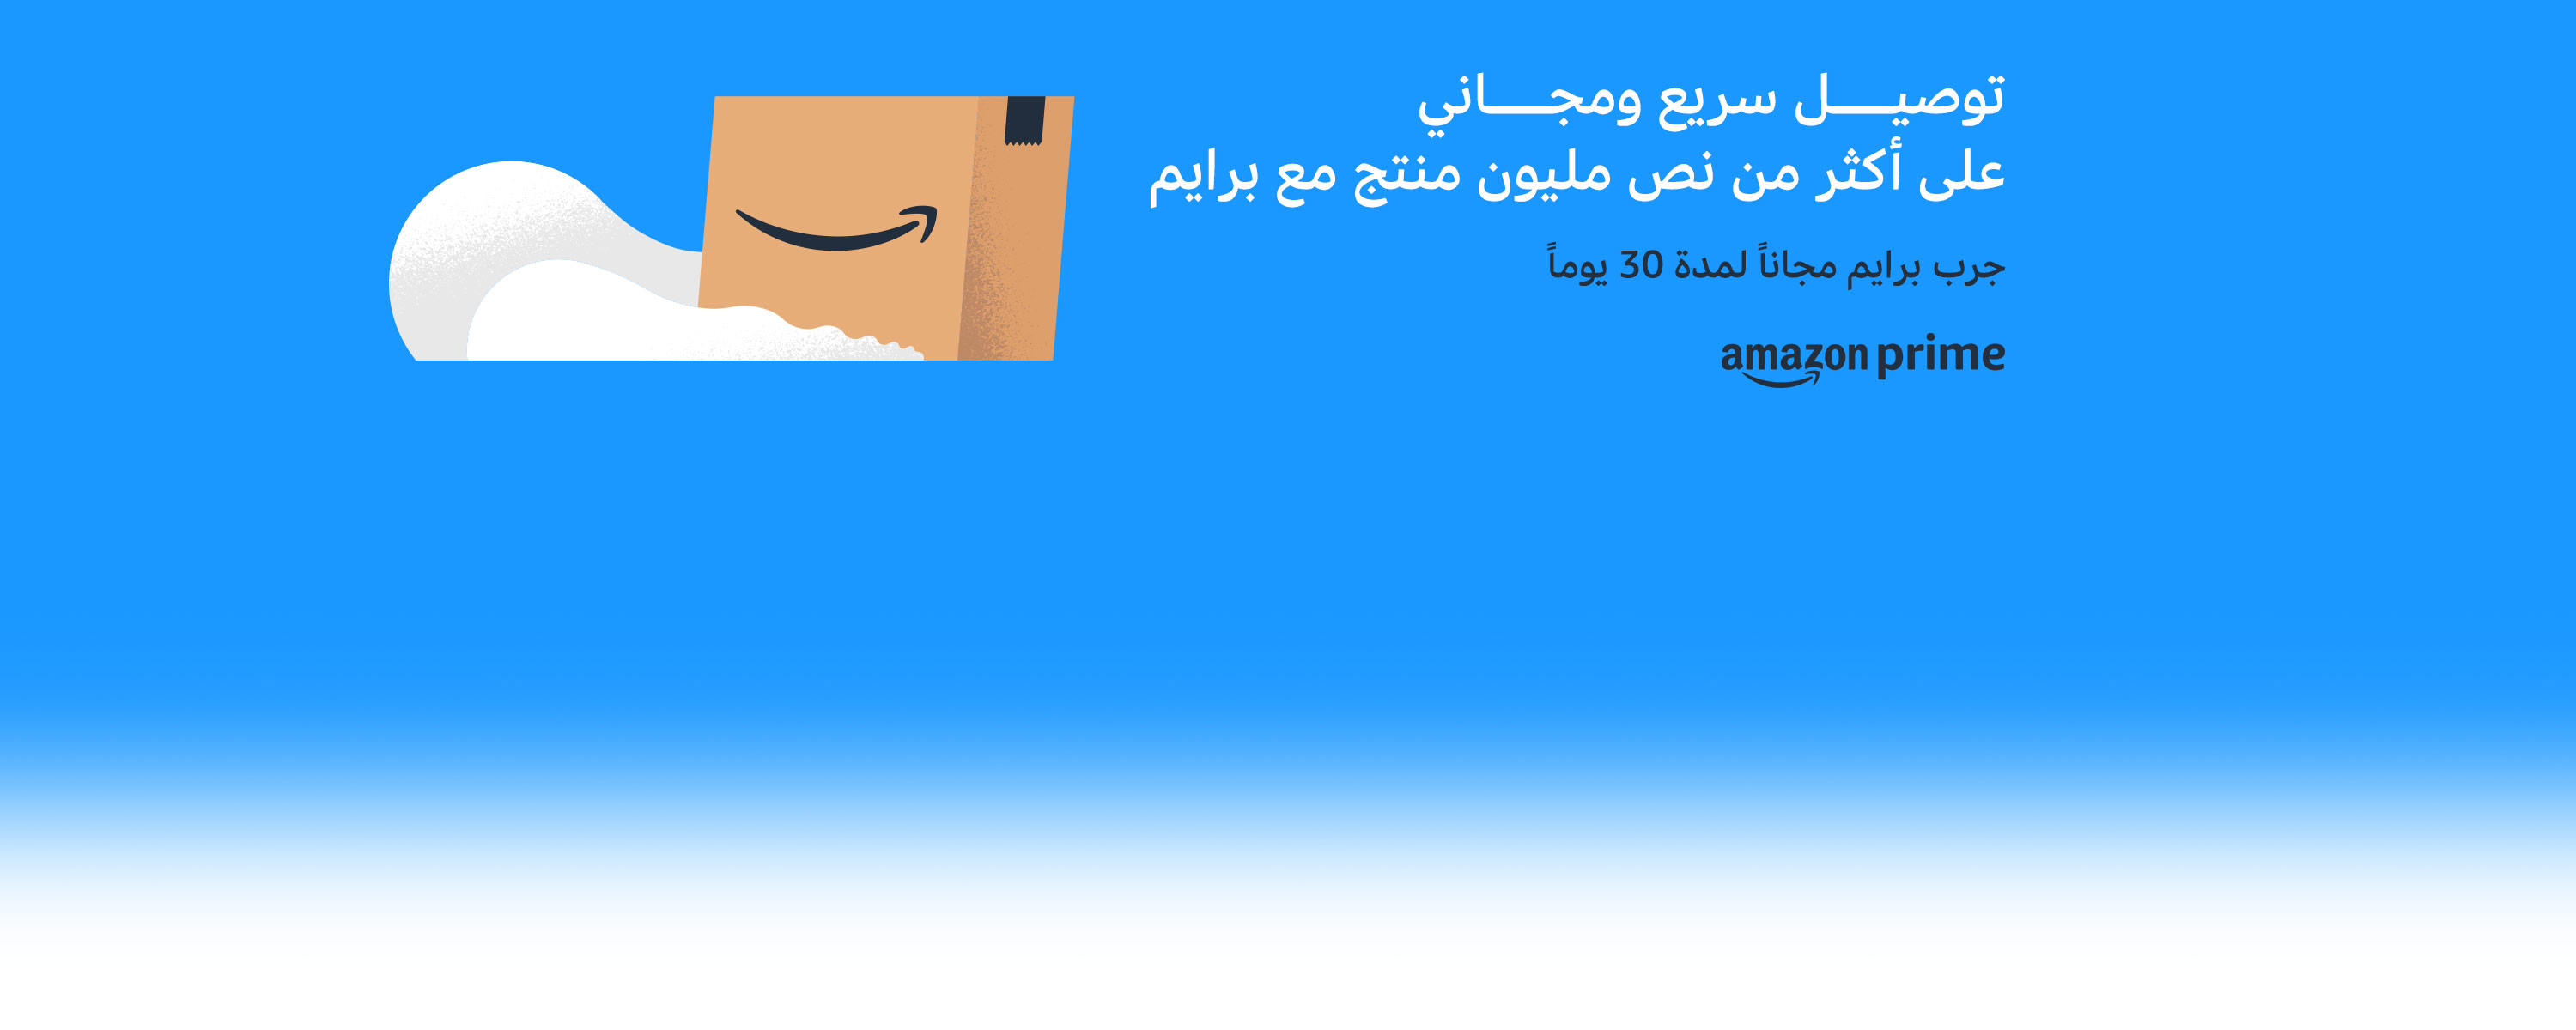 توصيـــل سريع ومجـــاني
على أكثر من نص مليون منتج مع برايم
جرب برايم مجاناً لمدة 30 يوماً
amazon prime